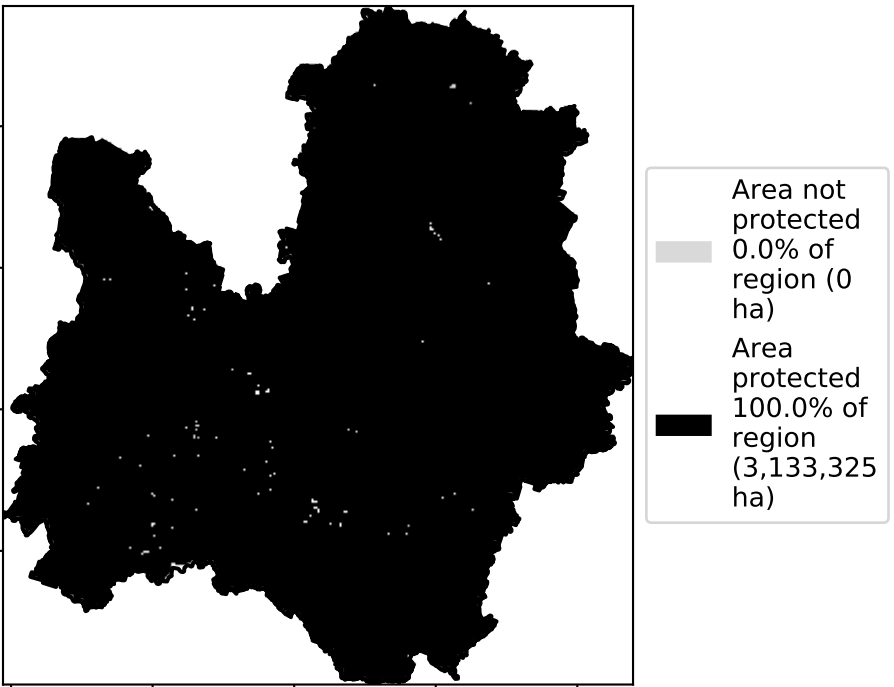 Area not
protected
0.0% of
region (0
ha)
Area
protected
100.0% of
region
(3,133,325
ha)